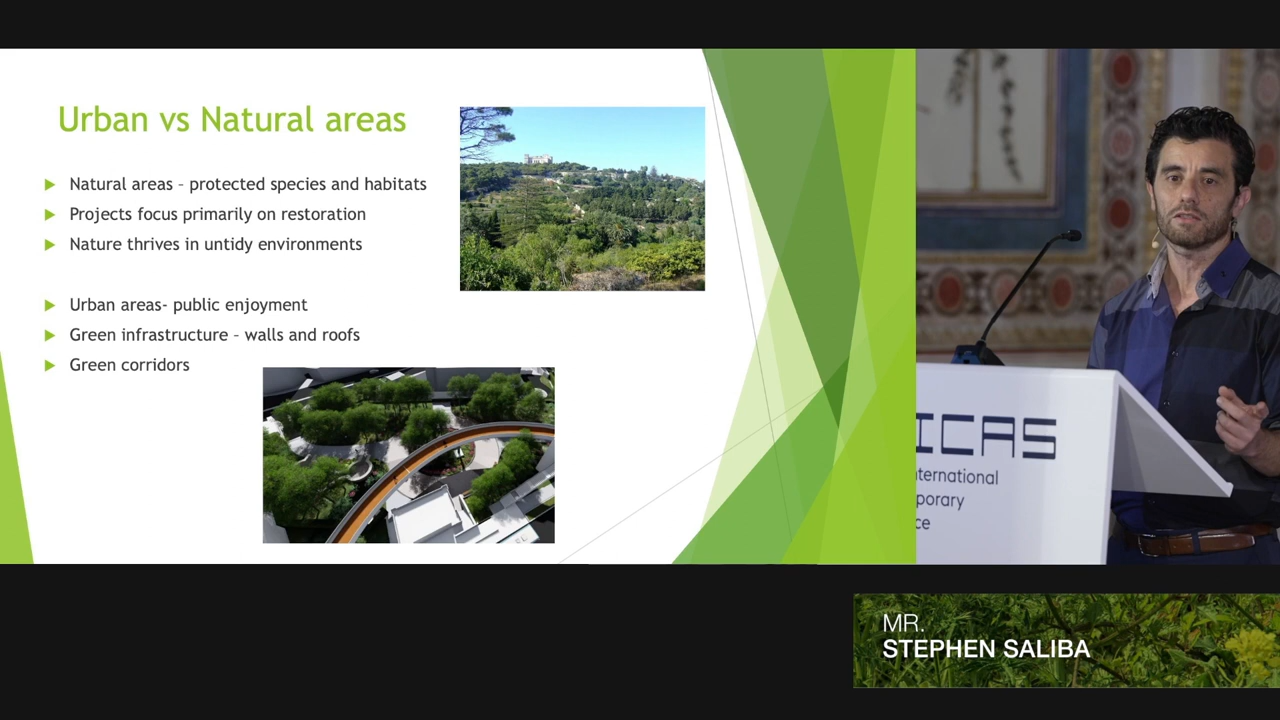 Urban vs Natural areas
Natural areas – protected species and habitats
Projects focus primarily on restoration
Nature thrives in untidy environments
Urban areas- public enjoyment
Green infrastructure – walls and roofs
Green corridors
ICAS
ternational
porary
ce
MR.
STEPHEN SALIBA